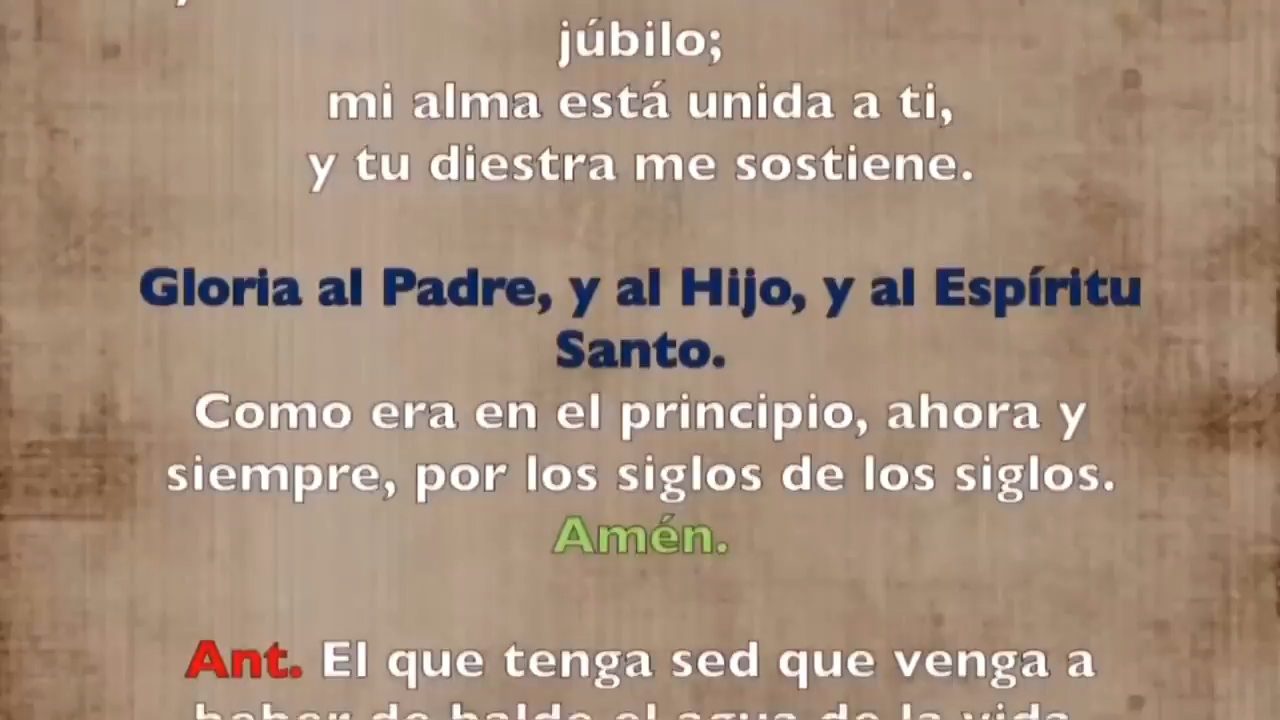 júbilo;
mi alma está unida a ti,
y tu diestra me sostiene.
Gloria al Padre, y al Hijo, y al Espíritu
Santo.
Como era en el principio, ahora y
siempre, por los siglos de los siglos.
Amén.
Ant. El que tenga sed que venga a
beber de balde el agua de la vida